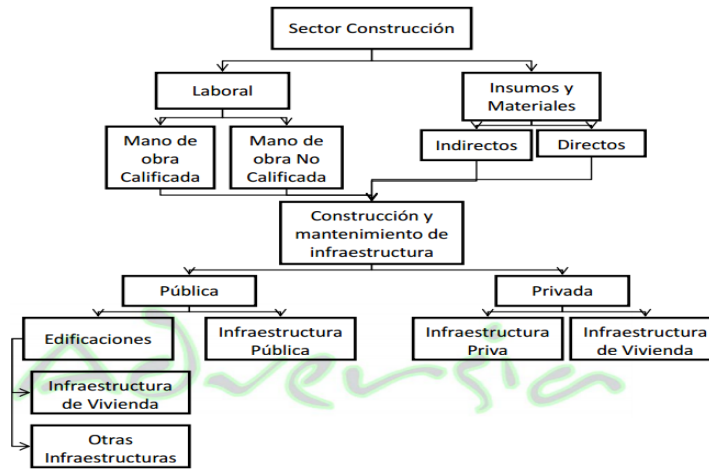 Sector Construcción
Laboral
Insumos y
Materiales
Mano de
obra
Calificada
Mano de
obra No
Calificada
Indirectos
Directos
Construcción y
mantenimiento de
infraestructura
Pública
Privada
Edificaciones
Infraestructura
Pública
Infraestructura
Priva
Infraestructura
de Vivienda
Infraestructura
de Vivienda
Otras
Infraestructuras